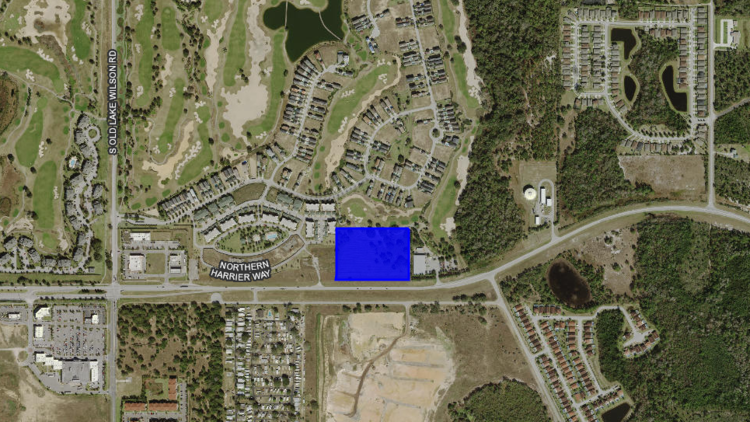 S OLD LAKE WILSON RD
NORTHERN
HARRIER WAY